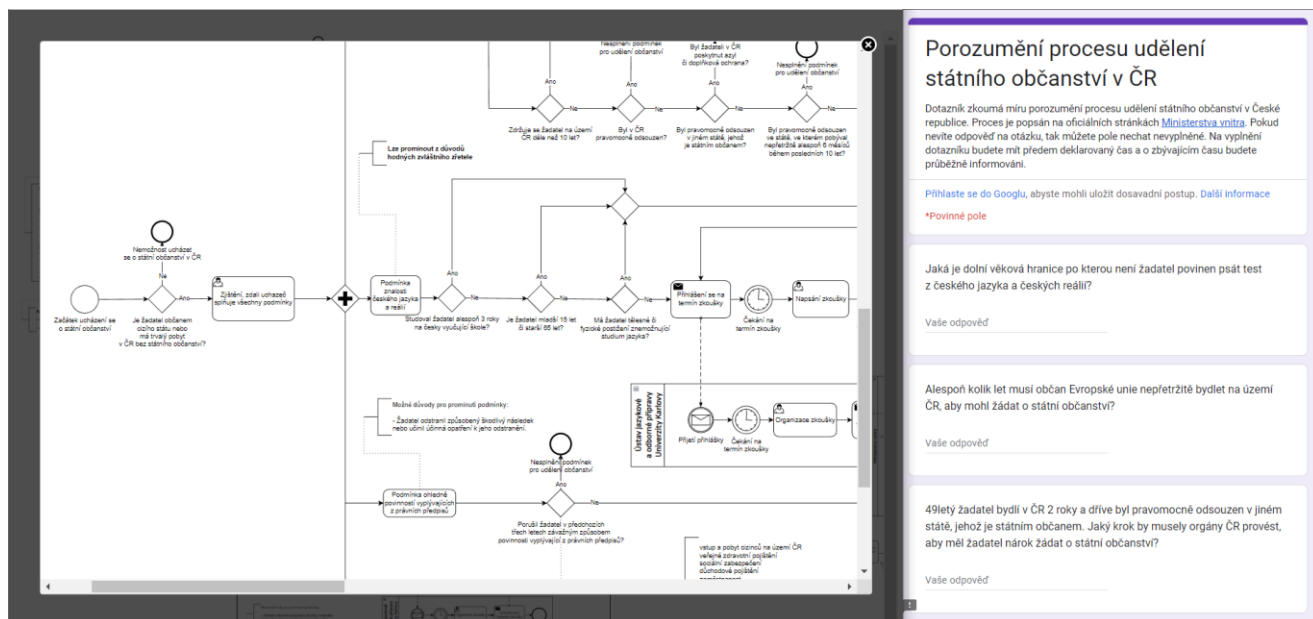 Nesplnění podmínek
pro udělení občanství
Byl žadateli v ČR
poskytnut azyl
či doplňková ochrana?
Nesplnění podmínek
pro udělení občanství
Ano
Ano
Ano
Ano
Ne
Ne
Ne
Ne
Zdržuje se žadatel na území
ČR déle než 10 let?
Byl v ČR
pravomocně odsouzen?
Byl pravomocně odsouzen
v jiném státě, jehož
je státním občanem?
Byl pravomocně odsouzen
ve státě, ve kterém pobýval
nepřetržitě alespoň 6 měsíců
během posledních 10 let?
Lze prominout z důvodů
hodných zvláštního zřetele
Nemožnost ucházet
se o státní občanství v ČR
Ne
Ano
Začátek ucházení se
o státní občanství
Je žadatel občanem
cizího státu nebo
má trvalý pobyt
v ČR bez státního občanství?
Zjištění, zdali uchazeč
splňuje všechny podmínky
Podmínka
znalosti
českého jazyka
a reálií
Ano
Ne
Studoval žadatel alespoň 3 roky
na česky vyučující škole?
Ano
Ne
Je žadatel mladší 15 let
či starší 65 let?
Ano
Ne
Má žadatel tělesné či
fyzické postižení znemožnující
studium jazyka?
Přihlášení se na
termín zkoušky
Čekání na
termín zkoušky
Napsání zkoušky
Ústav jazykové
a odborné přípravy
Univerzity Karlovy
Přijetí přihlášky
Čekání na
termín zkoušky
Organizace zkoušky
Možné důvody pro prominutí podmínky:
- Žadatel odstranil způsobený škodlivý následek
nebo učinil účinná opatření k jeho odstranění.
Nesplnění podmínek
pro udělení občanství
Ano
Ne
Podmínka ohledně
povinností vyplývajících
z právních předpisů
Porušil žadatel v předchozích
třech letech závažným způsobem
povinnosti vyplývající z právních předpisů?
vstup a pobyt cizinců na území ČR
veřejné zdravotní pojištění
sociální zabezpečení
důchodové pojištění
Porozumění procesu udělení
státního občanství v ČR
Dotazník zkoumá míru porozumění procesu udělení státního občanství v České
republice. Proces je popsán na oficiálních stránkách Ministerstva vnitra. Pokud
nevíte odpověď na otázku, tak můžete pole nechat nevyplněné. Na vyplnění
dotazníku budete mít předem deklarovaný čas a o zbývajícím času budete
průběžně informováni.
Přihlaste se do Googlu, abyste mohli uložit dosavadní postup. Další informace
*Povinné pole
Jaká je dolní věková hranice po kterou není žadatel povinen psát test
z českého jazyka a českých reálií?
Vaše odpověď
Alespoň kolik let musí občan Evropské unie nepřetržitě bydlet na území
ČR, aby mohl žádat o státní občanství?
Vaše odpověď
49letý žadatel bydlí v ČR 2 roky a dříve byl pravomocně odsouzen v jiném
státě, jehož je státním občanem. Jaký krok by musely orgány ČR provést,
aby měl žadatel nárok žádat o státní občanství?
Vaše odpověď